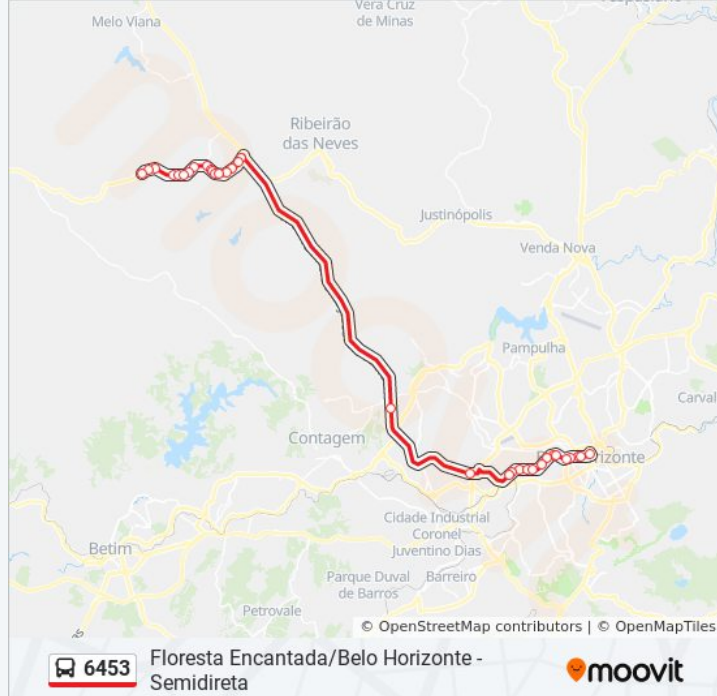 Vera Cruz
de Minas
Melo Viana
Ribeirão
das Neves
Justinópolis
Venda Nova
Pampulha
Carval
Contagem
Horizonte
Cidade Industrial
Coronel
Juventino Dias
Betim
Parque Duval
de Barros
Barreiro
Petrovale
© OpenStreetMap contributors | © OpenMapTiles
6453
Floresta Encantada/Belo Horizonte -
Semidireta
moovit